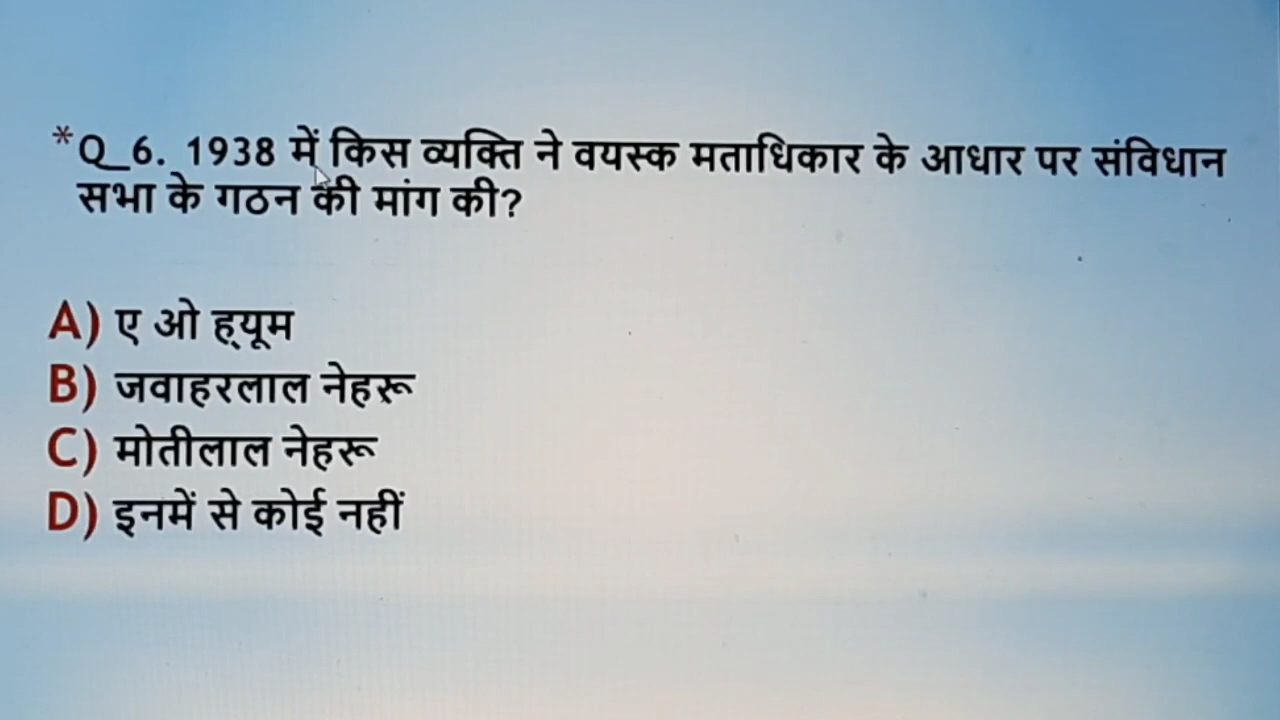 *Q_6. 1938 में किस व्यक्ति ने वयस्क मताधिकार के आधार पर संविधान
सभा के गठन की मांग की?
A) ए ओ ह्यूम
B) जवाहरलाल नेहरू
C) मोतीलाल नेहरू
D) इनमें से कोई नहीं